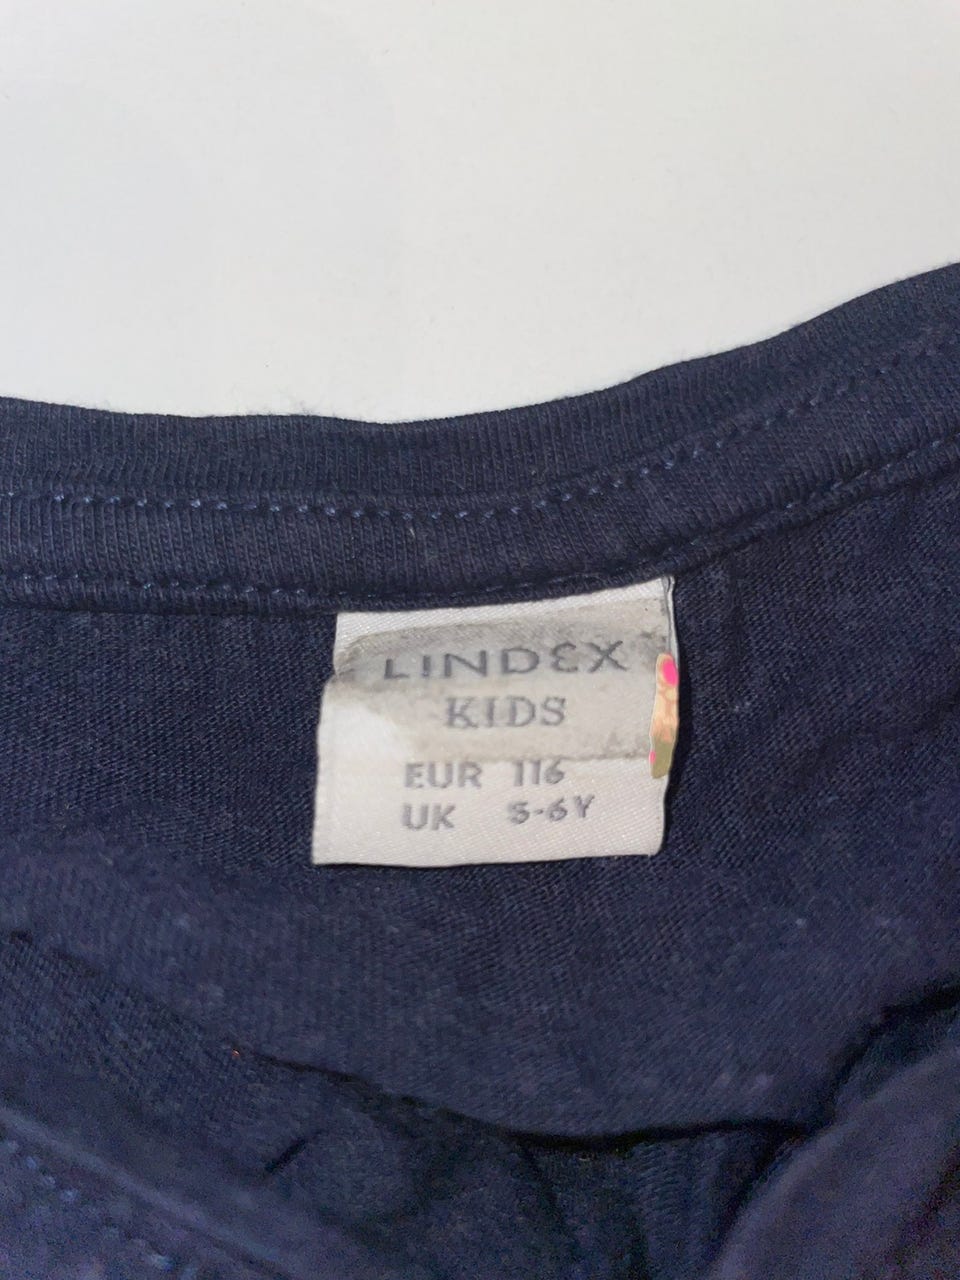 LINDEX
KIDS
EUR 116
UK 5-6Y